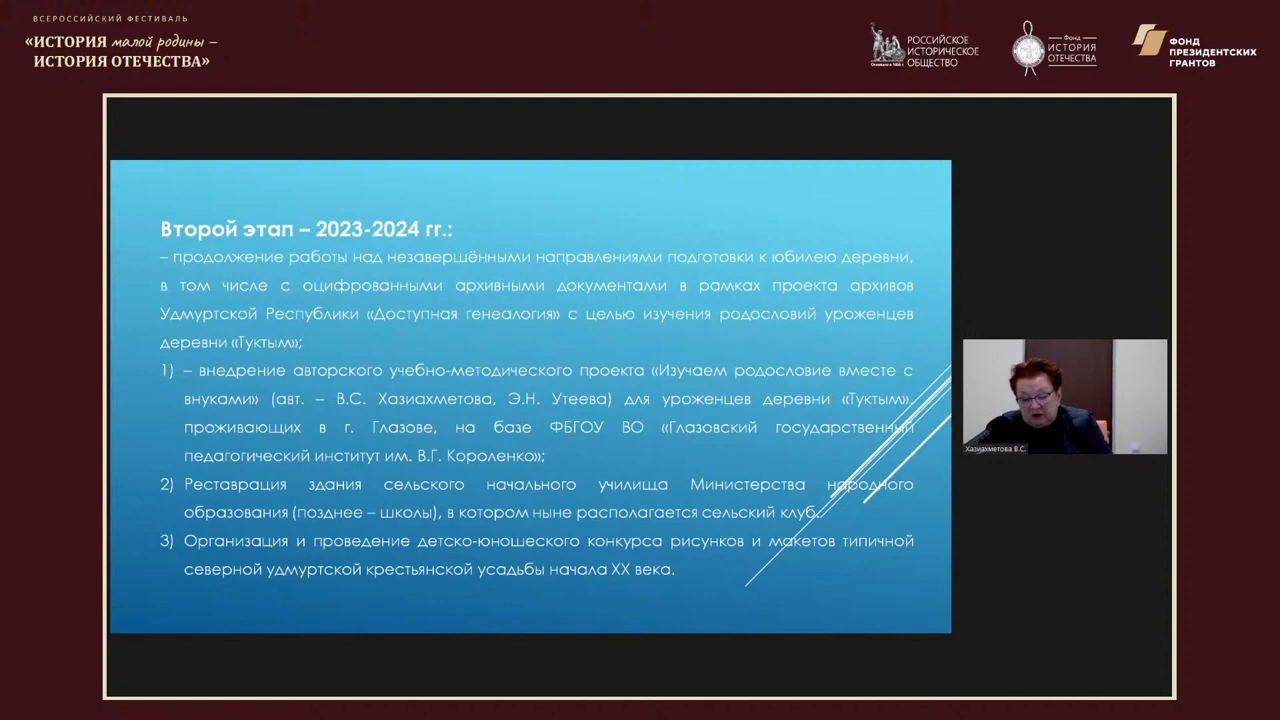 ВСЕРОССИЙСКИЙ ФЕСТИВАЛЬ
«ИСТОРИЯ малой родины –
ИСТОРИЯ ОТЕЧЕСТВА»
РОССИЙСКОЕ
ИСТОРИЧЕСКОЕ
ОБЩЕСТВО
Основано в 1866 г
Фонд
ИСТОРИЯ
ОТЕЧЕСТВА
ФОНД
ПРЕЗИДЕНТСКИХ
ГРАНТОВ
Второй этап – 2023-2024 гг.:
– продолжение работы над незавершёнными направлениями подготовки к юбилею деревни,
в том числе с оцифрованными архивными документами в рамках проекта архивов
Удмуртской Республики «Доступная генеалогия» с целью изучения родословий уроженцев
деревни «Туктым»;
1) – внедрение авторского учебно-методического проекта «Изучаем родословие вместе с
внуками» (авт. – В.С. Хазиахметова, Э.Н. Утеева) для уроженцев деревни «Туктым»,
проживающих в г. Глазове, на базе ФБГОУ ВО «Глазовский государственный
педагогический институт им. В.Г. Короленко»;
2) Реставрация здания сельского начального училища Министерства народного
образования (позднее – школы), в котором ныне располагается сельский клуб.
3) Организация и проведение детско-юношеского конкурса рисунков и макетов типичной
северной удмуртской крестьянской усадьбы начала XX века.
Хазиахметова В.С.